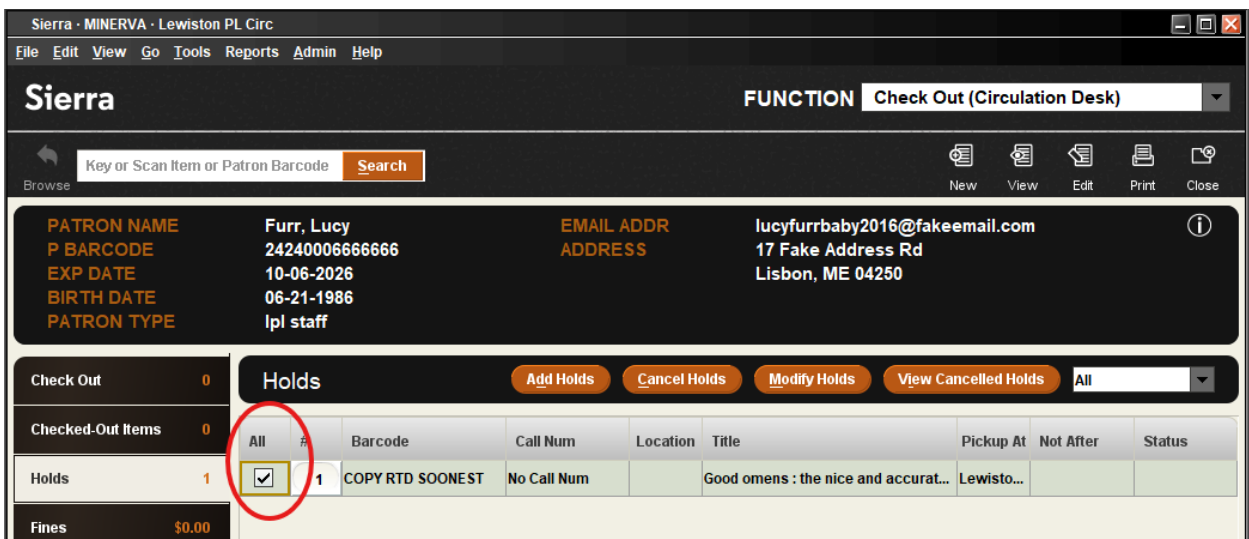 Sierra · MINERVA · Lewiston PL Circ
File Edit View Go Tools Reports Admin Help
Sierra FUNCTION Check Out (Circulation Desk)
Browse Key or Scan Item or Patron Barcode Search New View Edit Print Close
PATRON NAME Furr, Lucy EMAIL ADDR lucyfurrbaby2016@fakeemail.com
P BARCODE 24240006666666 ADDRESS 17 Fake Address Rd
EXP DATE 10-06-2026 Lisbon, ME 04250
BIRTH DATE 06-21-1986
PATRON TYPE lpl staff
Check Out 0 Holds Add Holds Cancel Holds Modify Holds View Cancelled Holds All
Checked-Out Items 0 All # Barcode Call Num Location Title Pickup At Not After Status
Holds 1 1 COPY RTD SOONEST No Call Num Good omens : the nice and accurat... Lewisto...
Fines $0.00